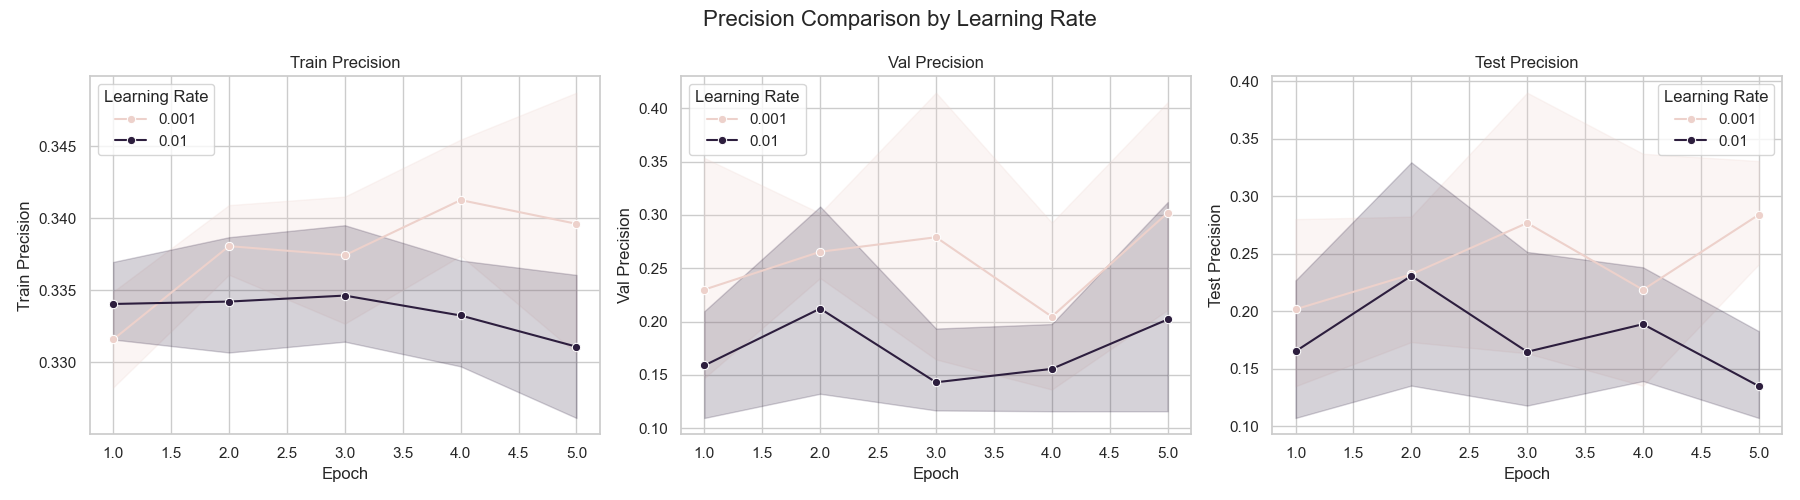 Precision Comparison by Learning Rate
Train Precision
Learning Rate
0.001
0.01
0.345
0.340
0.335
0.330
Train Precision
1.0 1.5 2.0 2.5 3.0 3.5 4.0 4.5 5.0
Epoch
Val Precision
Learning Rate
0.001
0.01
0.40
0.35
0.30
0.25
0.20
0.15
0.10
Val Precision
1.0 1.5 2.0 2.5 3.0 3.5 4.0 4.5 5.0
Epoch
Test Precision
Learning Rate
0.001
0.01
0.40
0.35
0.30
0.25
0.20
0.15
0.10
Test Precision
1.0 1.5 2.0 2.5 3.0 3.5 4.0 4.5 5.0
Epoch